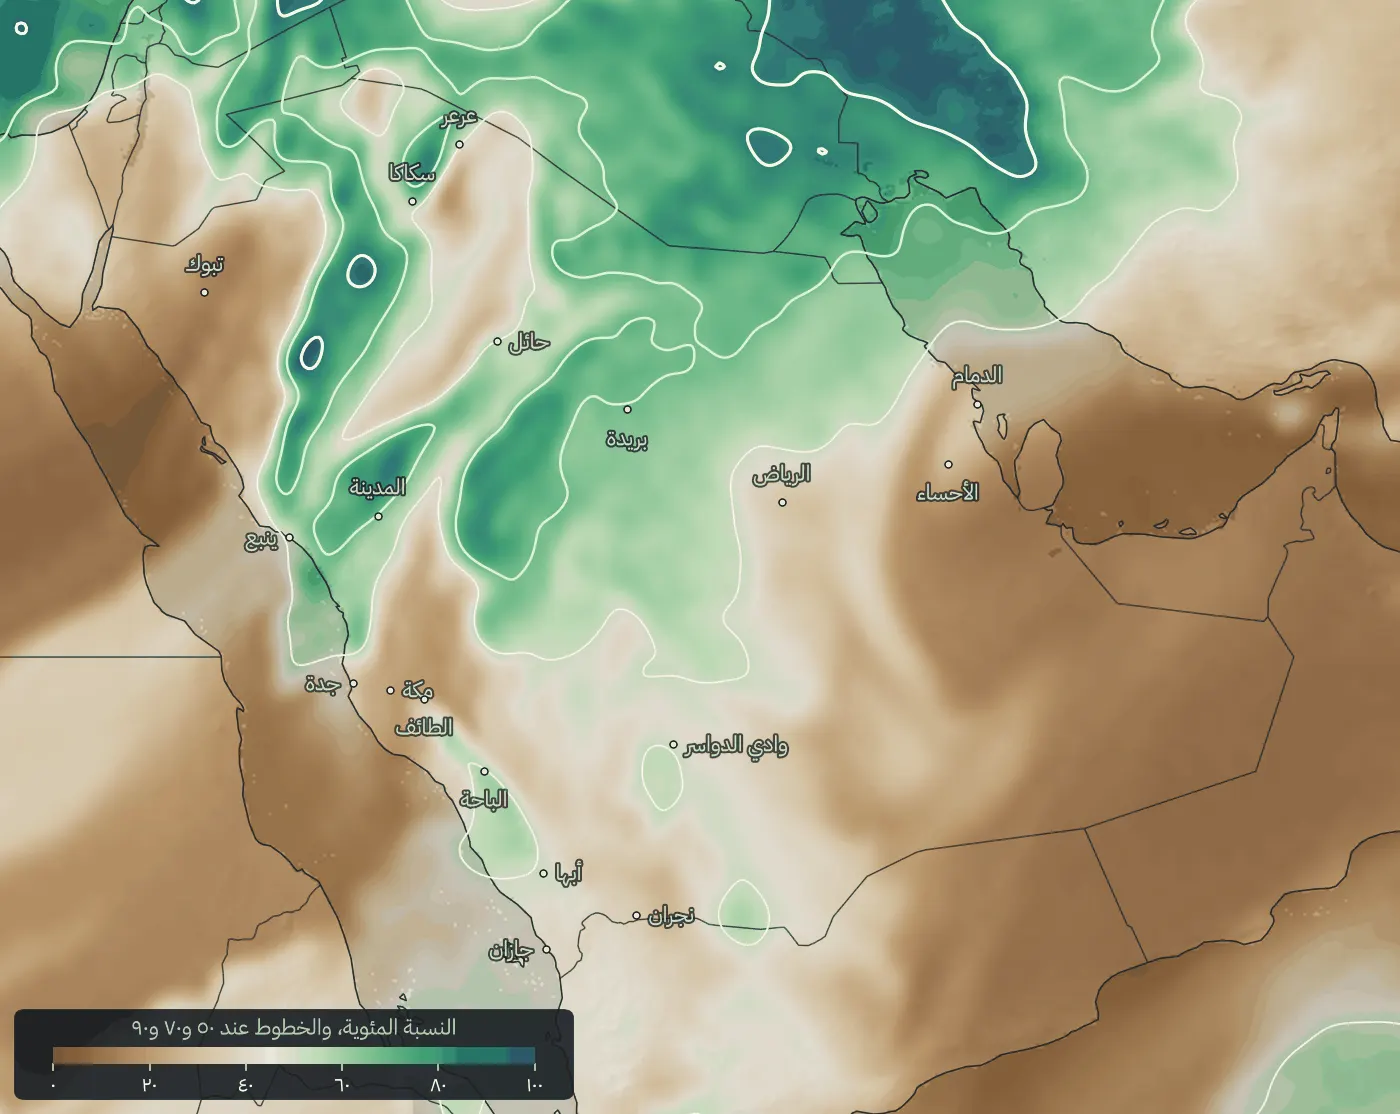 عرعر
سكاكا
تبوك
حائل
الدمام
بريدة
الرياض
الأحساء
المدينة
ينبع
جدة
مكة
الطائف
وادي الدواسر
الباحة
أبها
نجران
جازان
النسبة المئوية، والخطوط عند ٥٠ و٧٠ و٩٠
٠ ٢٠ ٤٠ ٦٠ ٨٠ ١٠٠